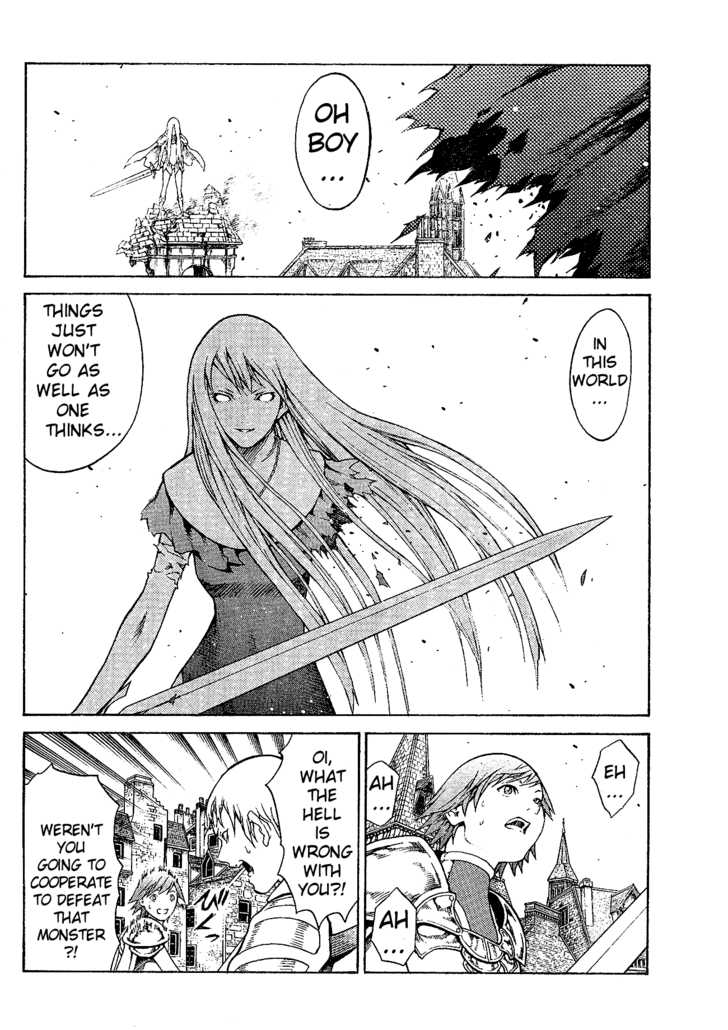 OH
BOY
...
IN
THIS
WORLD
...
THINGS
JUST
WON'T
GO AS
WELL AS
ONE
THINKS...
EH
...
AH
...
AH
...
OI,
WHAT
THE
HELL
IS
WRONG
WITH
YOU?!
WEREN'T
YOU
GOING TO
COOPERATE
TO DEFEAT
THAT
MONSTER
?!